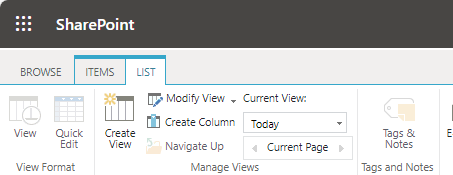 SharePoint
BROWSE ITEMS LIST
View
Quick Edit
Create View
Modify View
Create Column
Navigate Up
Current View:
Today
Current Page
Tags & Notes
View Format
Manage Views
Tags and Notes